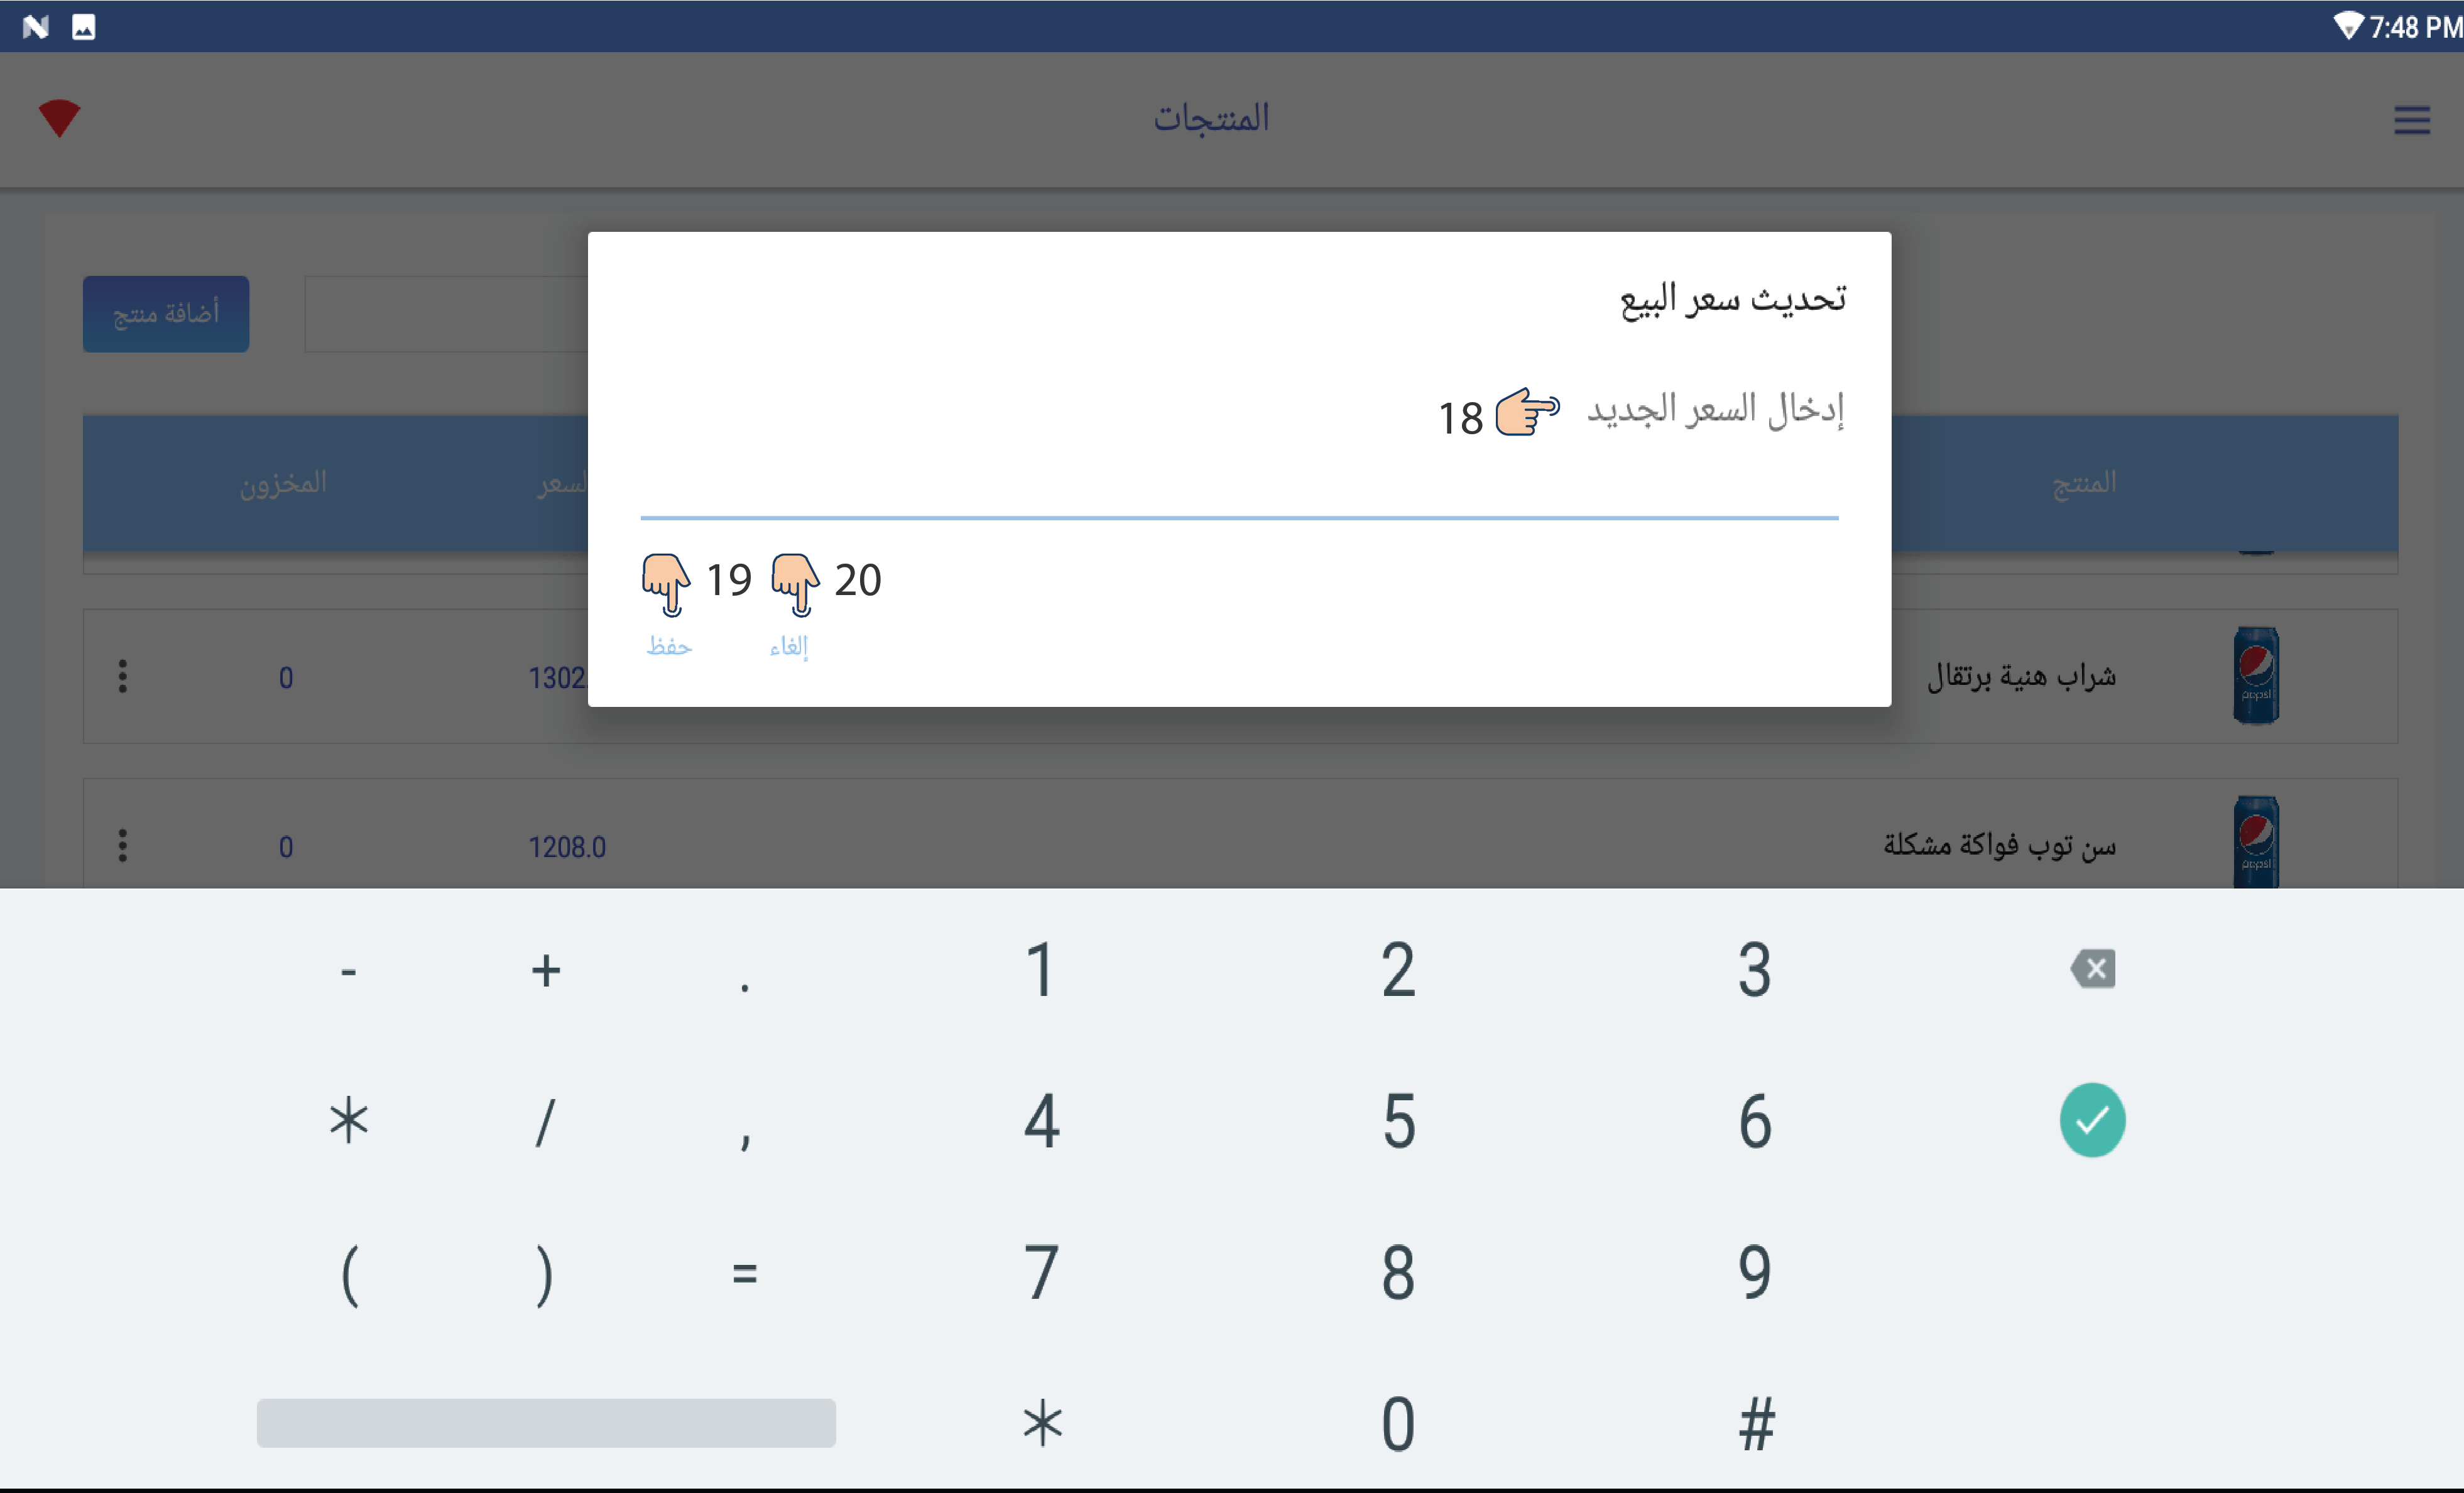 7:48 PM
المنتجات
أضافة منتج
تحديث سعر البيع
إدخال السعر الجديد 18
19 20
حفظ إلغاء
المنتج السعر المخزون
شراب هنية برتقال 1302. 0
pepsi
سن توب فواكة مشكلة 1208.0 0
pepsi
- + . 1 2 3
* / , 4 5 6
( ) = 7 8 9
* 0 #